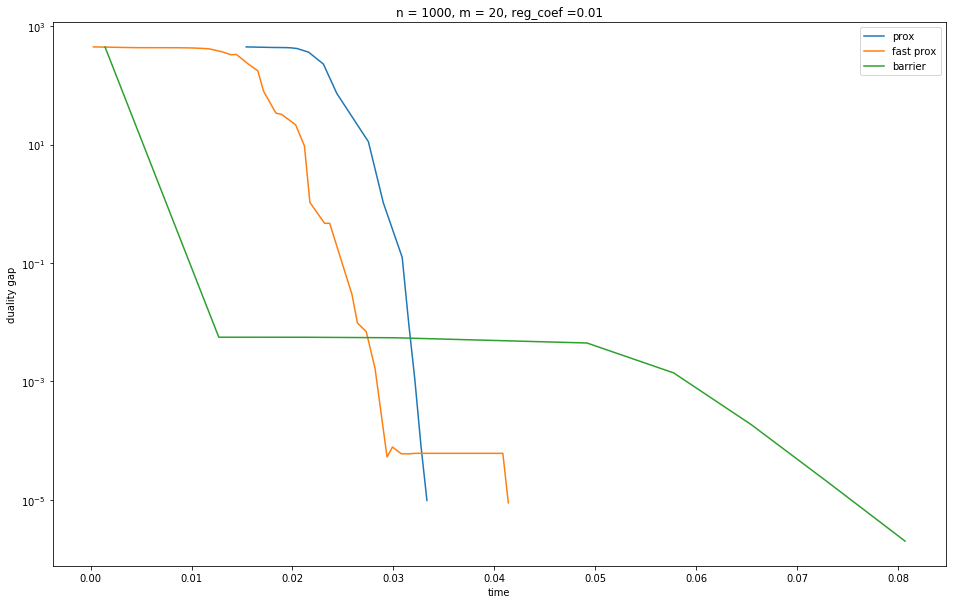 n = 1000, m = 20, reg_coef =0.01
prox
fast prox
barrier
duality gap
10^3
10^1
10^−1
10^−3
10^−5
0.00 0.01 0.02 0.03 0.04 0.05 0.06 0.07 0.08
time